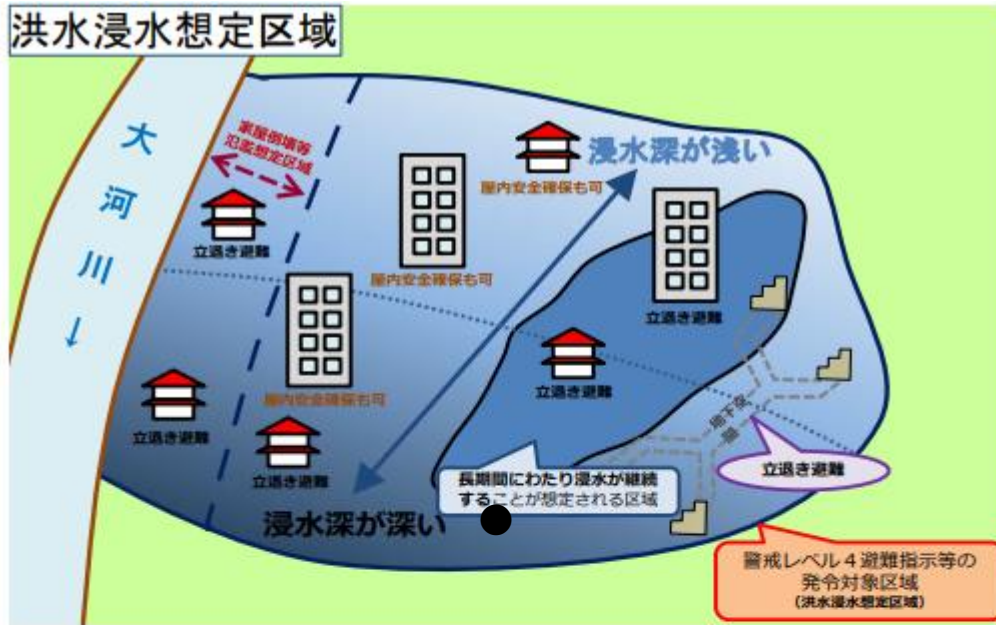 洪水浸水想定区域
大河川
↓
家屋倒壊等
氾濫想定区域
立退き避難
屋内安全確保も可
屋内安全確保も可
浸水深が浅い
立退き避難
屋内安全確保も可
立退き避難
立退き避難
立退き避難
地下街
立退き避難
長期間にわたり浸水が継続
することが想定される区域
浸水深が深い
警戒レベル４避難指示等の
発令対象区域
（洪水浸水想定区域）